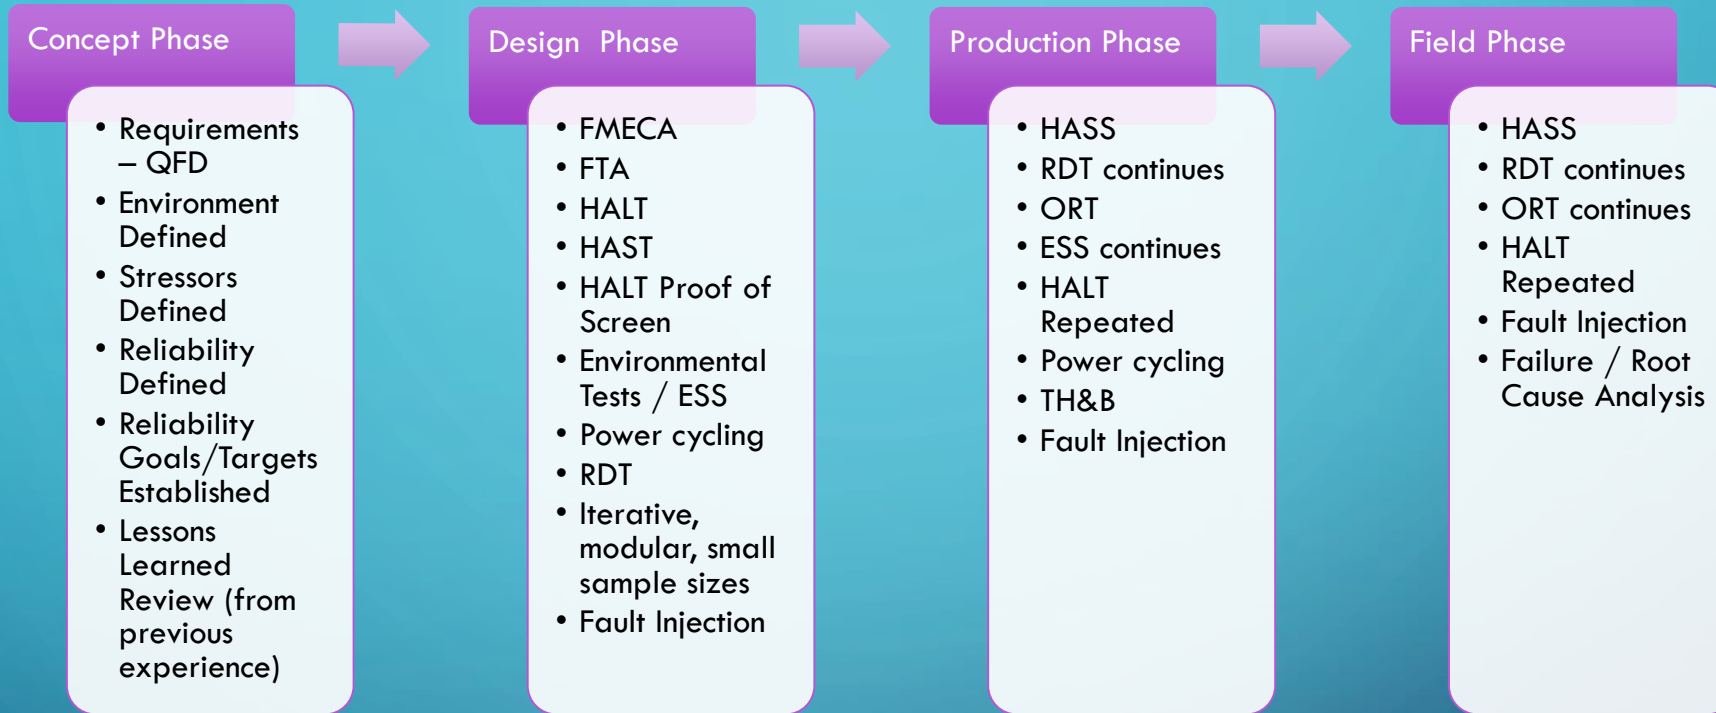 Concept Phase
• Requirements
– QFD
• Environment
Defined
• Stressors
Defined
• Reliability
Defined
• Reliability
Goals/Targets
Established
• Lessons
Learned
Review (from
previous
experience)
Design  Phase
• FMECA
• FTA
• HALT
• HAST
• HALT Proof of
Screen
• Environmental
Tests / ESS
• Power cycling
• RDT
• Iterative,
modular, small
sample sizes
• Fault Injection
Production Phase
• HASS
• RDT continues
• ORT
• ESS continues
• HALT
Repeated
• Power cycling
• TH&B
• Fault Injection
Field Phase
• HASS
• RDT continues
• ORT continues
• HALT
Repeated
• Fault Injection
• Failure / Root
Cause Analysis